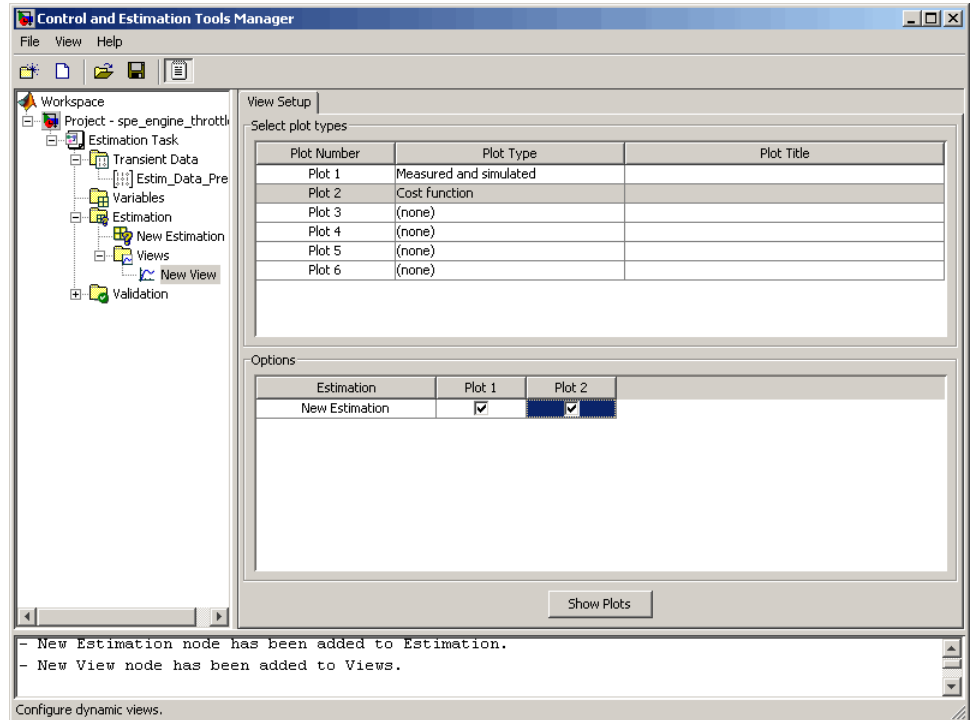 Control and Estimation Tools Manager
File View Help
Workspace
Project - spe_engine_throttl
Estimation Task
Transient Data
Estim_Data_Pre
Variables
Estimation
New Estimation
Views
New View
Validation
View Setup
Select plot types
Plot Number Plot Type Plot Title
Plot 1 Measured and simulated
Plot 2 Cost function
Plot 3 (none)
Plot 4 (none)
Plot 5 (none)
Plot 6 (none)
Options
Estimation Plot 1 Plot 2
New Estimation
Show Plots
- New Estimation node has been added to Estimation.
- New View node has been added to Views.
Configure dynamic views.